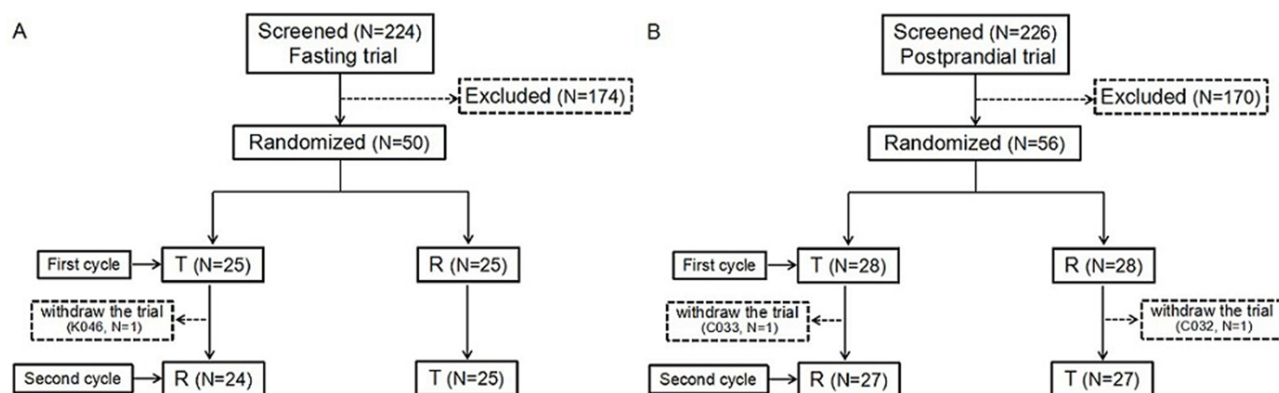 A
Screened (N=224)
Fasting trial
Excluded (N=174)
Randomized (N=50)
First cycle
T (N=25)
R (N=25)
withdraw the trial
(K046, N=1)
Second cycle
R (N=24)
T (N=25)
B
Screened (N=226)
Postprandial trial
Excluded (N=170)
Randomized (N=56)
First cycle
T (N=28)
R (N=28)
withdraw the trial
(C033, N=1)
withdraw the trial
(C032, N=1)
Second cycle
R (N=27)
T (N=27)